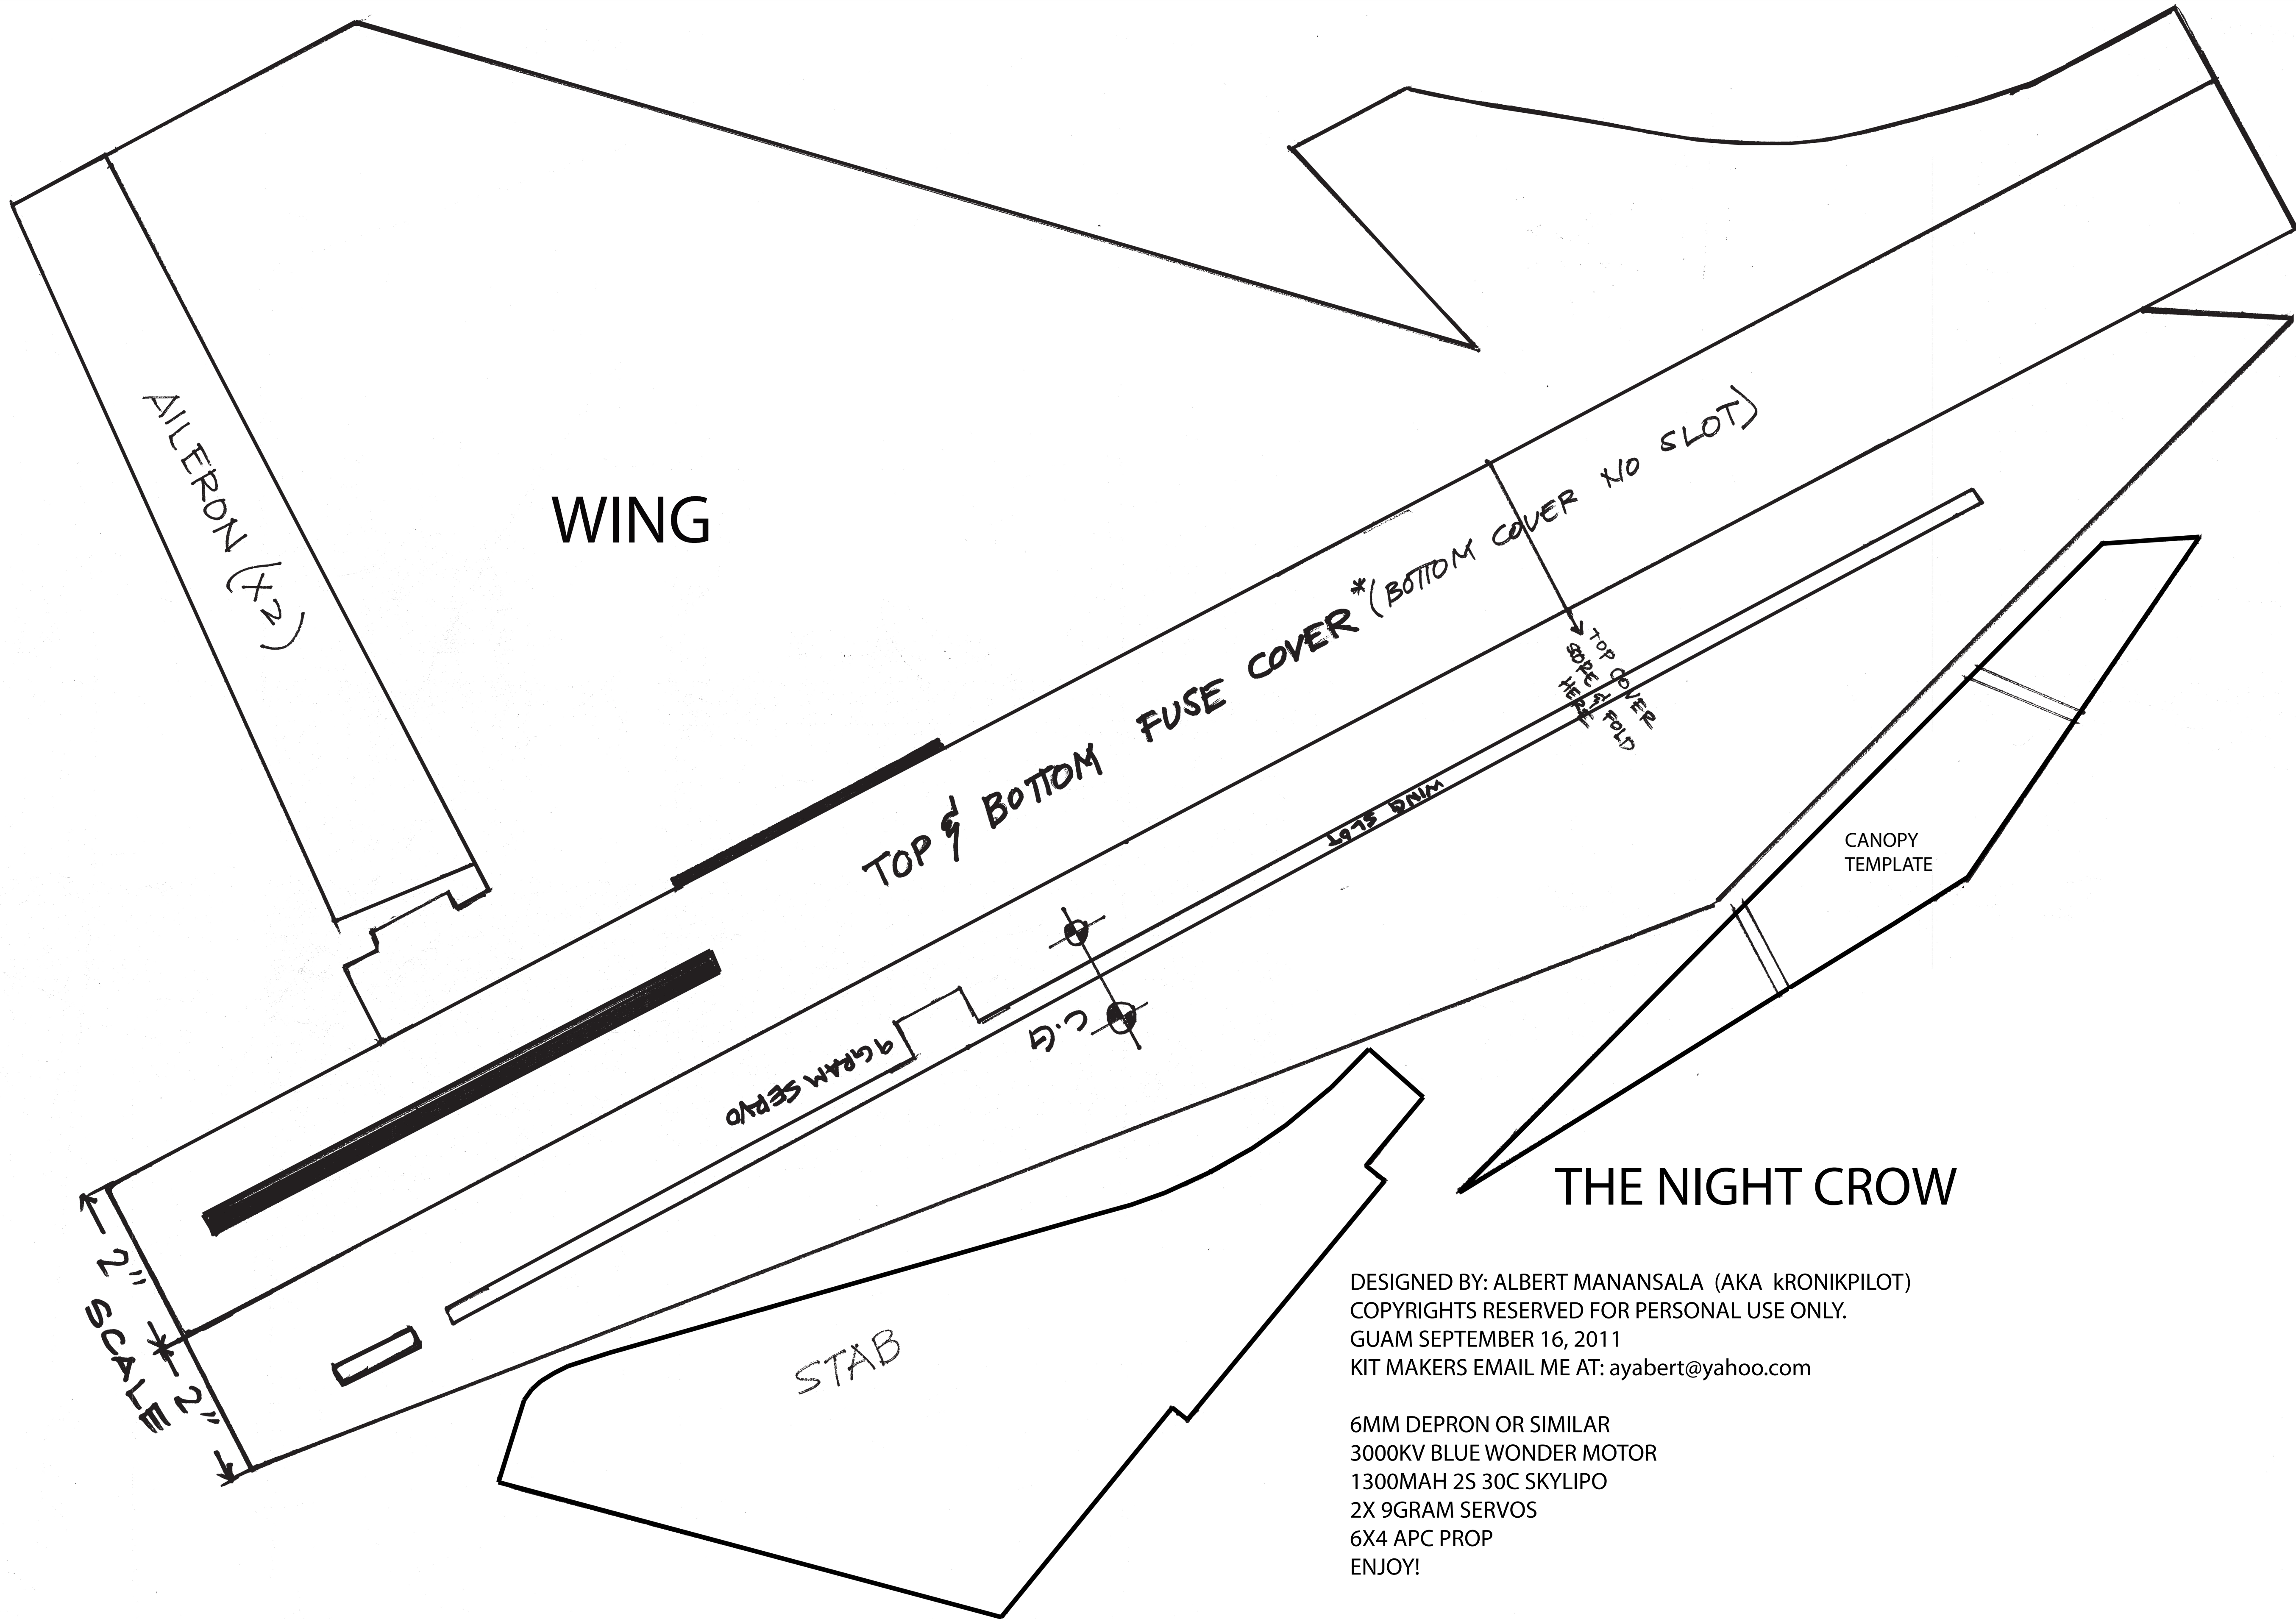 AILERON (X2)
WING
TOP & BOTTOM FUSE COVER*(BOTTOM COVER NO SLOT)
TOP COVER
SORE & FOLD
HERE
WING SLOT
C.G
9 GRAM SERVO
CANOPY
TEMPLATE
2"
2"
SCALE
STAB
THE NIGHT CROW
DESIGNED BY: ALBERT MANANSALA (AKA kRONIKPILOT)
COPYRIGHTS RESERVED FOR PERSONAL USE ONLY.
GUAM SEPTEMBER 16, 2011
KIT MAKERS EMAIL ME AT: ayabert@yahoo.com
6MM DEPRON OR SIMILAR
3000KV BLUE WONDER MOTOR
1300MAH 2S 30C SKYLIPO
2X 9GRAM SERVOS
6X4 APC PROP
ENJOY!